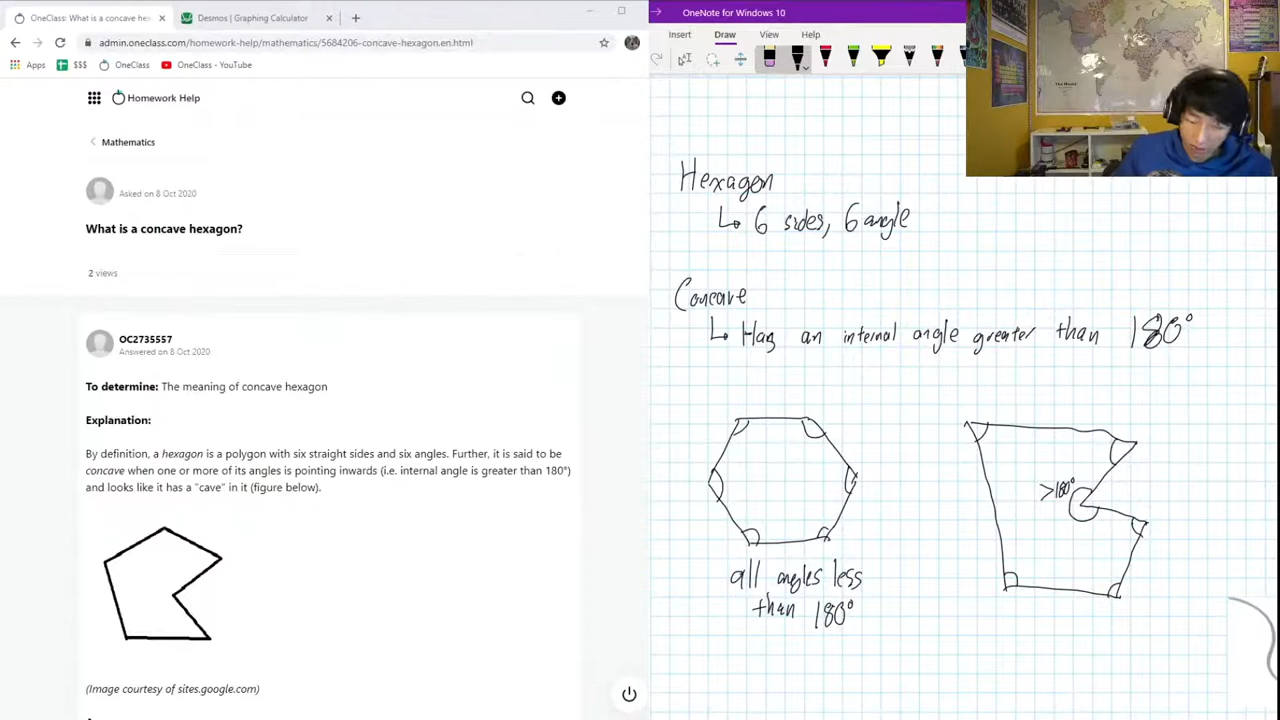 OneClass: What is a concave hex
Desmos | Graphing Calculator
admin.oneclass.com/homework-help/mathematics/5684206-concave-hexagon.en.html
Apps
$$$
OneClass
OneClass - YouTube
Homework Help
Mathematics
Asked on 8 Oct 2020
What is a concave hexagon?
2 views
OC2735557
Answered on 8 Oct 2020
To determine: The meaning of concave hexagon
Explanation:
By definition, a hexagon is a polygon with six straight sides and six angles. Further, it is said to be
concave when one or more of its angles is pointing inwards (i.e. internal angle is greater than 180°)
and looks like it has a "cave" in it (figure below).
(Image courtesy of sites.google.com)
OneNote for Windows 10
Insert
Draw
View
Help
Hexagon
↳ 6 sides, 6 angle
Concave
↳ Has an internal angle greater than 180°
>180°
all angles less
than 180°